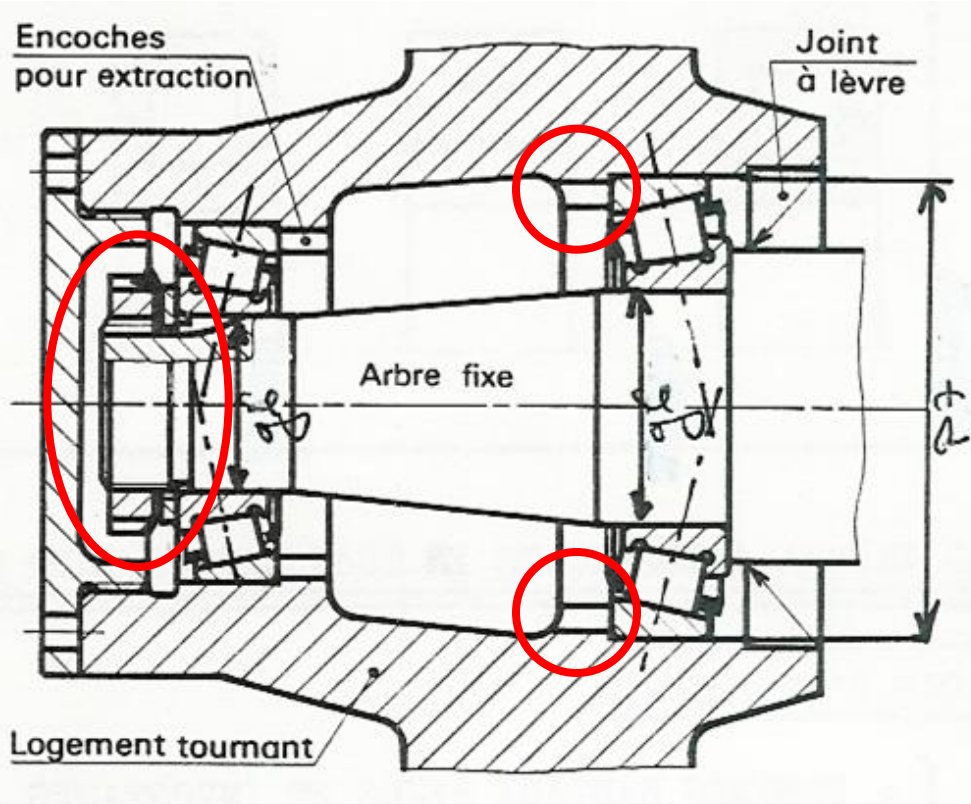 Encoches
pour extraction
Joint
à lèvre
Arbre fixe
Logement tournant